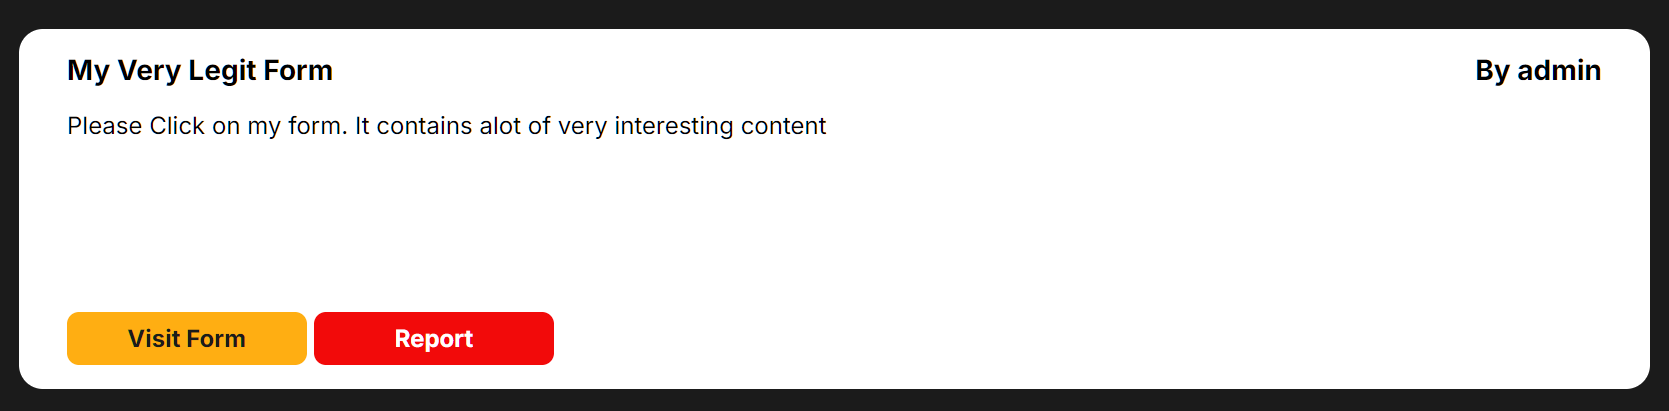 My Very Legit Form
By admin
Please Click on my form. It contains alot of very interesting content
Visit Form
Report